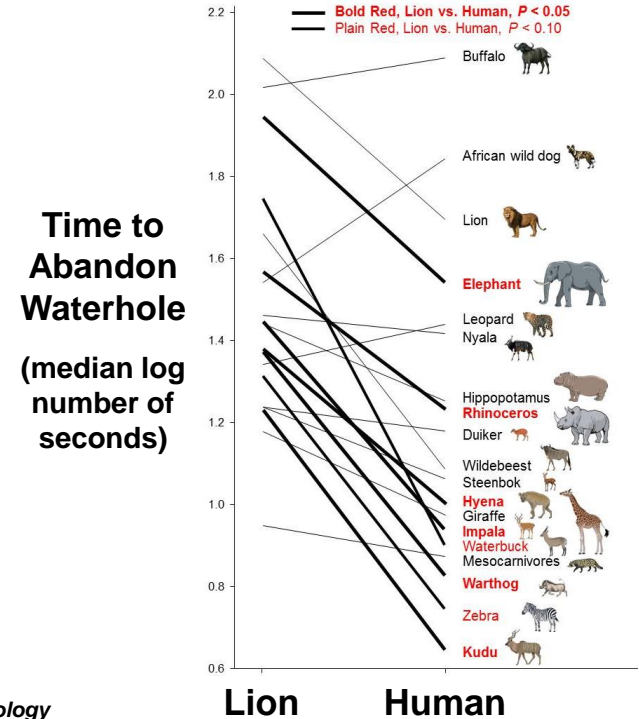 Bold Red, Lion vs. Human, P < 0.05
Plain Red, Lion vs. Human, P < 0.10
Time to
Abandon
Waterhole
(median log
number of
seconds)
2.2
2.0
1.8
1.6
1.4
1.2
1.0
0.8
0.6
Buffalo
African wild dog
Lion
Elephant
Leopard
Nyala
Hippopotamus
Rhinoceros
Duiker
Wildebeest
Steenbok
Hyena
Giraffe
Impala
Waterbuck
Mesocarnivores
Warthog
Zebra
Kudu
Lion Human
ology